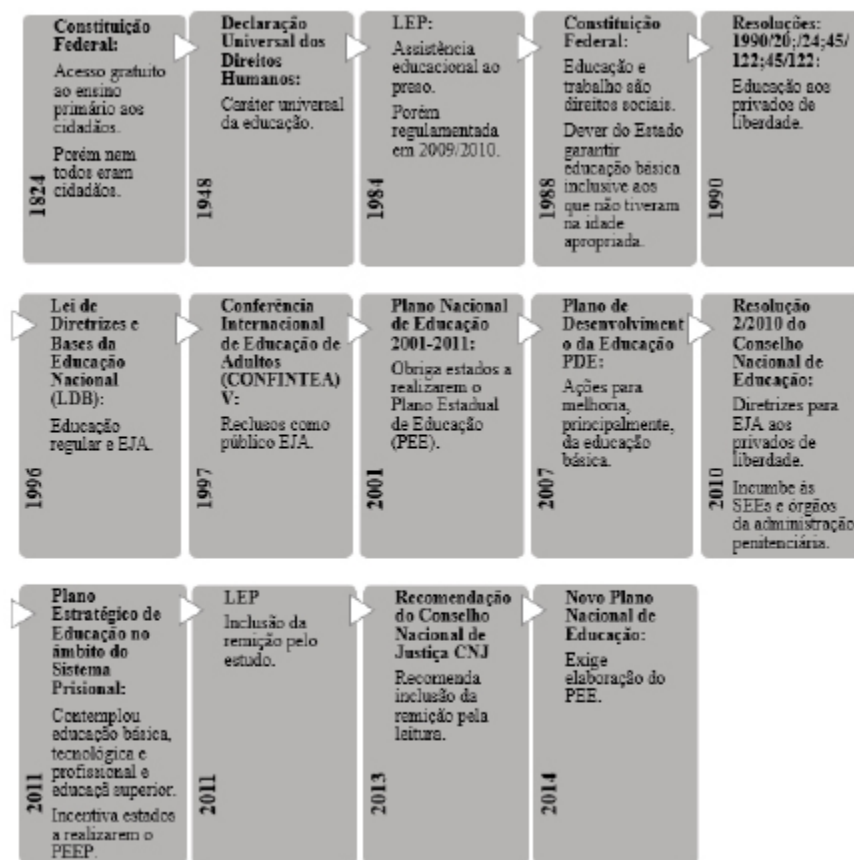 Constituição
Federal:
Acesso gratuito
ao ensino
primário aos
cidadãos.
Porém nem
todos eram
cidadãos.
1824
Declaração
Universal dos
Direitos
Humanos:
Caráter universal
da educação.
1948
LEP:
Assistência
educacional ao
preso.
Porém
regulamentada
em 2009/2010.
1984
Constituição
Federal:
Educação e
trabalho são
direitos sociais.
Dever do Estado
garantir
educação básica
inclusive aos
que não tiveram
na idade
apropriada.
1988
Resoluções:
1990/20;/24;45/
122;45/122:
Educação aos
privados de
liberdade.
1990
Lei de
Diretrizes e
Bases da
Educação
Nacional
(LDB):
Educação
regular e EJA.
1996
Conferência
Internacional
de Educação de
Adultos
(CONFINTEA)
V:
Reclusos como
público EJA.
1997
Plano Nacional
de Educação
2001-2011:
Obriga estados a
realizarem o
Plano Estadual
de Educação
(PEE).
2001
Plano de
Desenvolviment
o da Educação
PDE:
Ações para
melhoria,
principalmente,
da educação
básica.
2007
Resolução
2/2010 do
Conselho
Nacional de
Educação:
Diretrizes para
EJA aos
privados de
liberdade.
Incumbe às
SEEs e órgãos
da administração
penitenciária.
2010
Plano
Estratégico de
Educação no
âmbito do
Sistema
Prisional:
Contemplou
educação básica,
tecnológica e
profissional e
educaçã superior.
Incentiva estados
a realizarem o
PEEP.
2011
LEP
Inclusão da
remição pelo
estudo.
2011
Recomendação
do Conselho
Nacional de
Justiça CNJ
Recomenda
inclusão da
remição pela
leitura.
2013
Novo Plano
Nacional de
Educação:
Exige
elaboração do
PEE.
2014